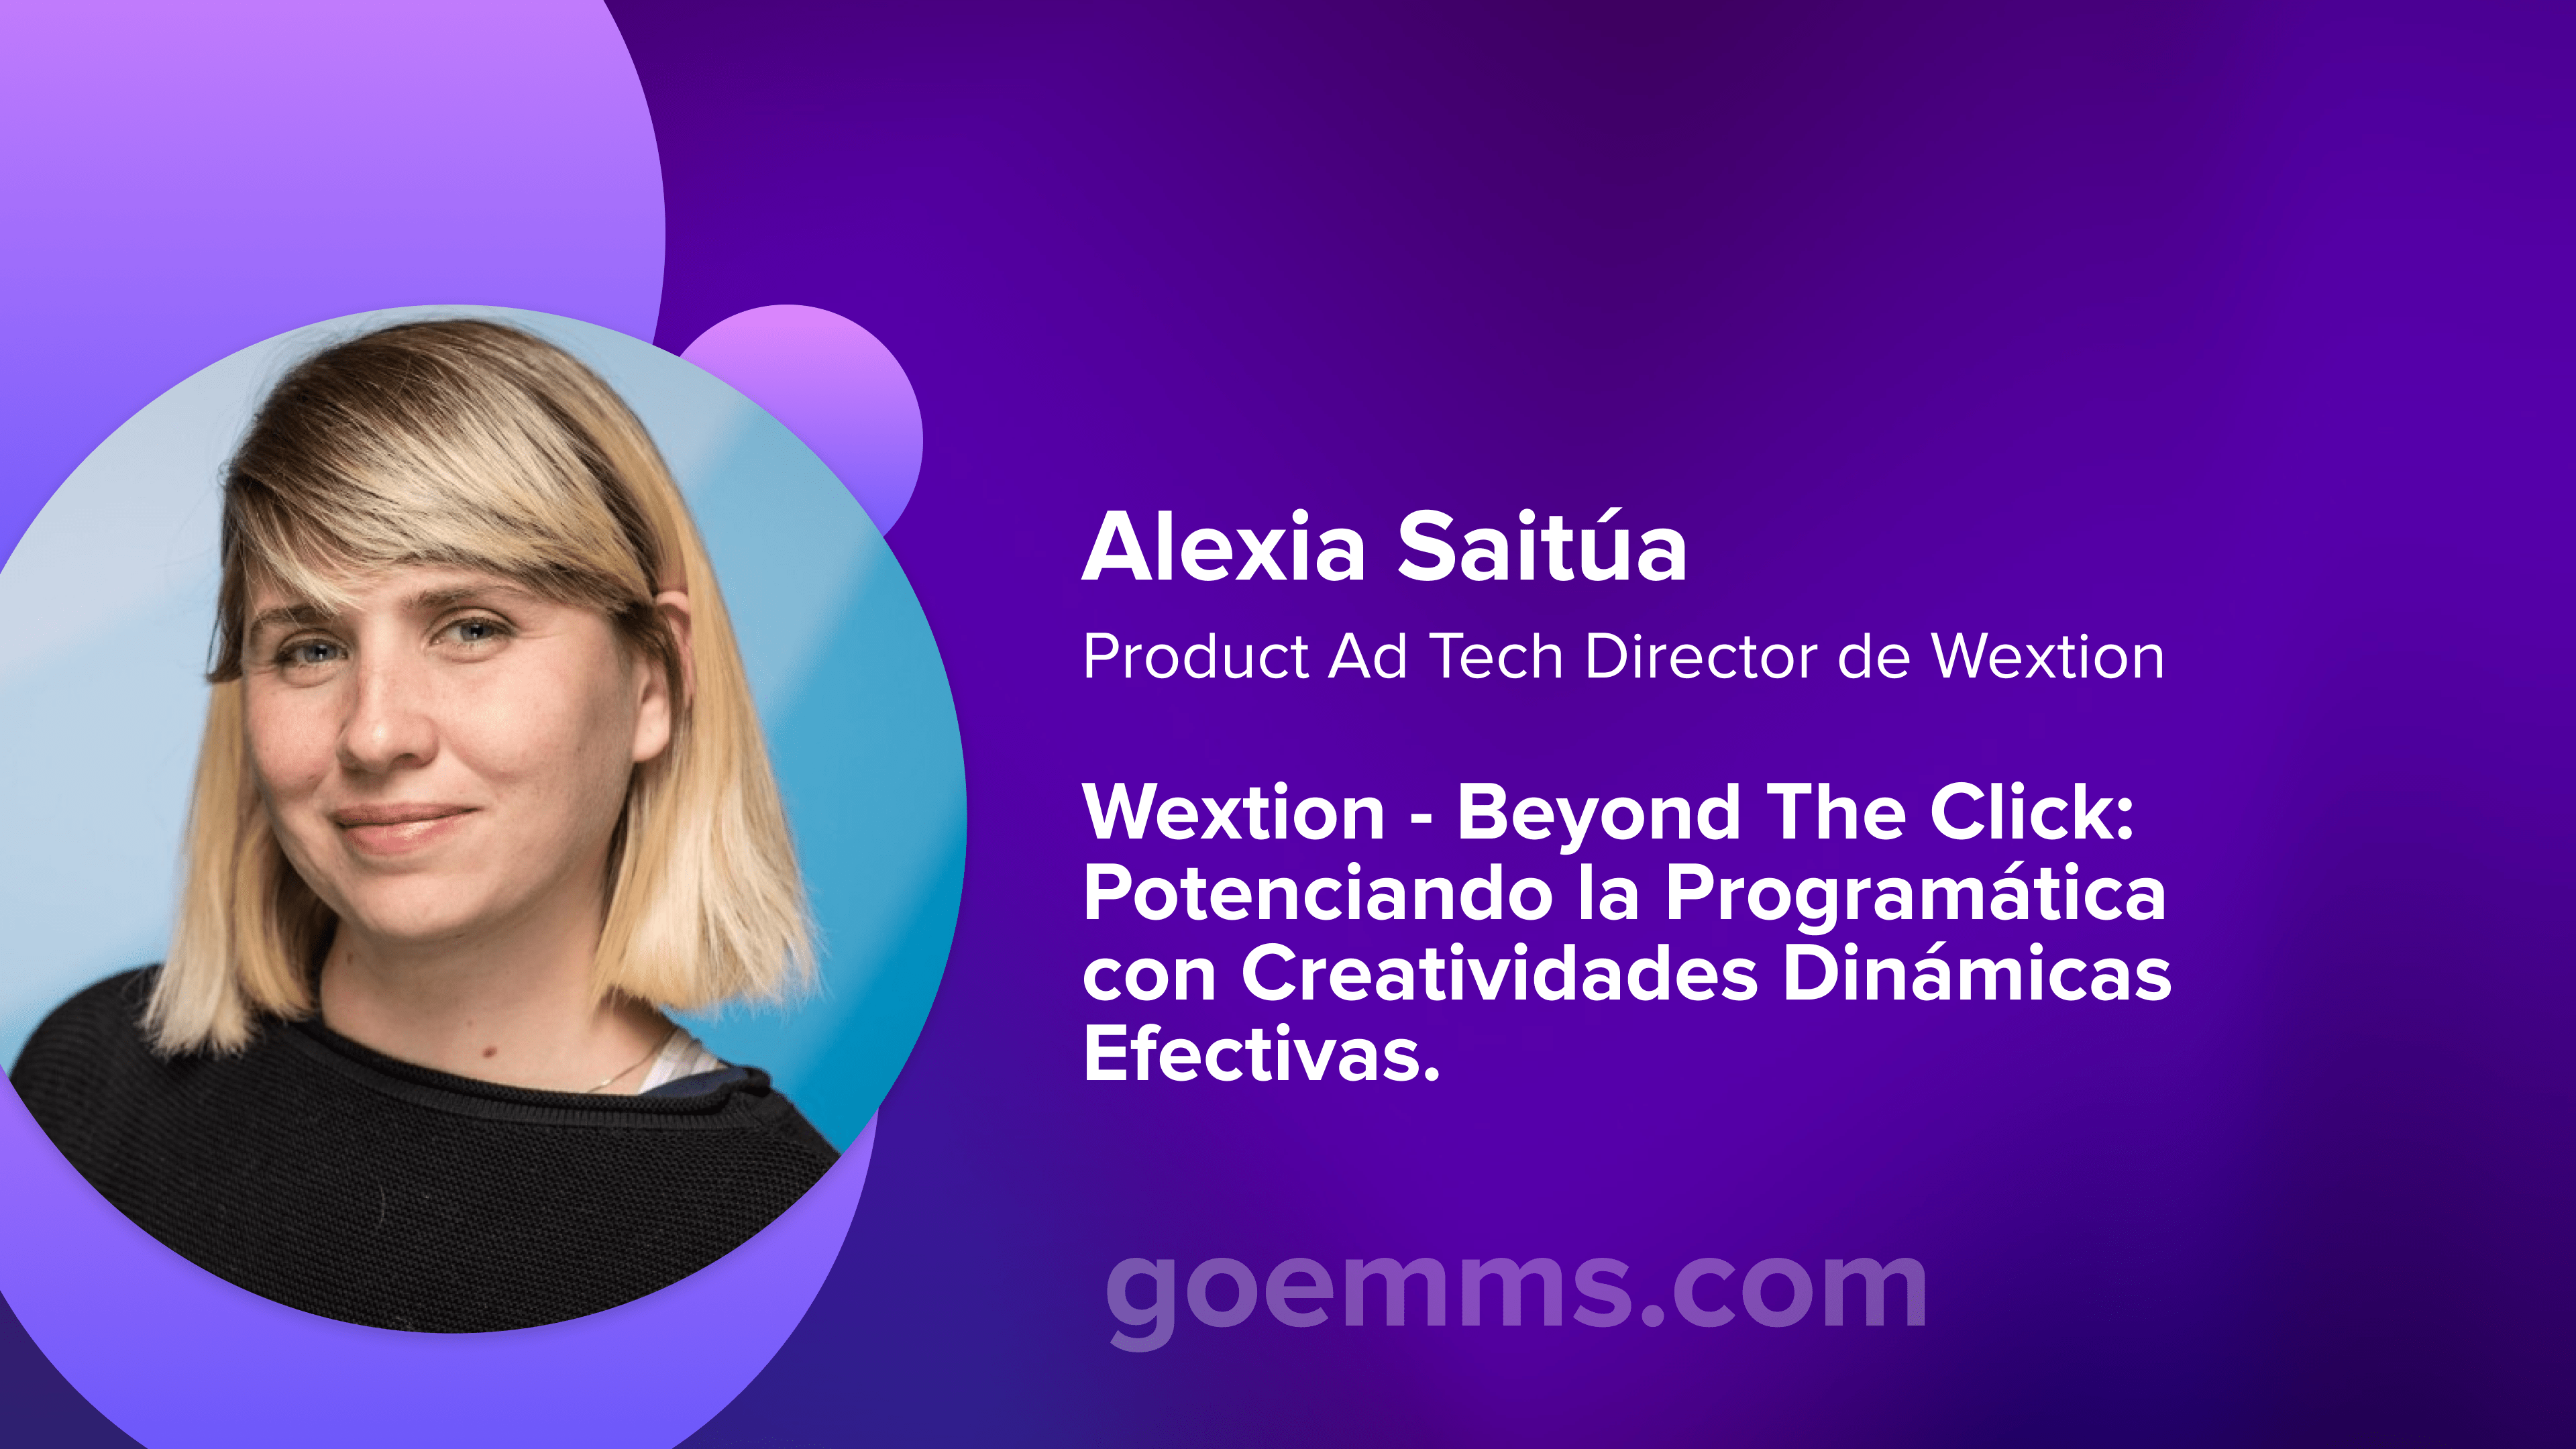 Alexia Saitúa
Product Ad Tech Director de Wextion
Wextion - Beyond The Click:
Potenciando la Programática
con Creatividades Dinámicas
Efectivas.
goemms.com